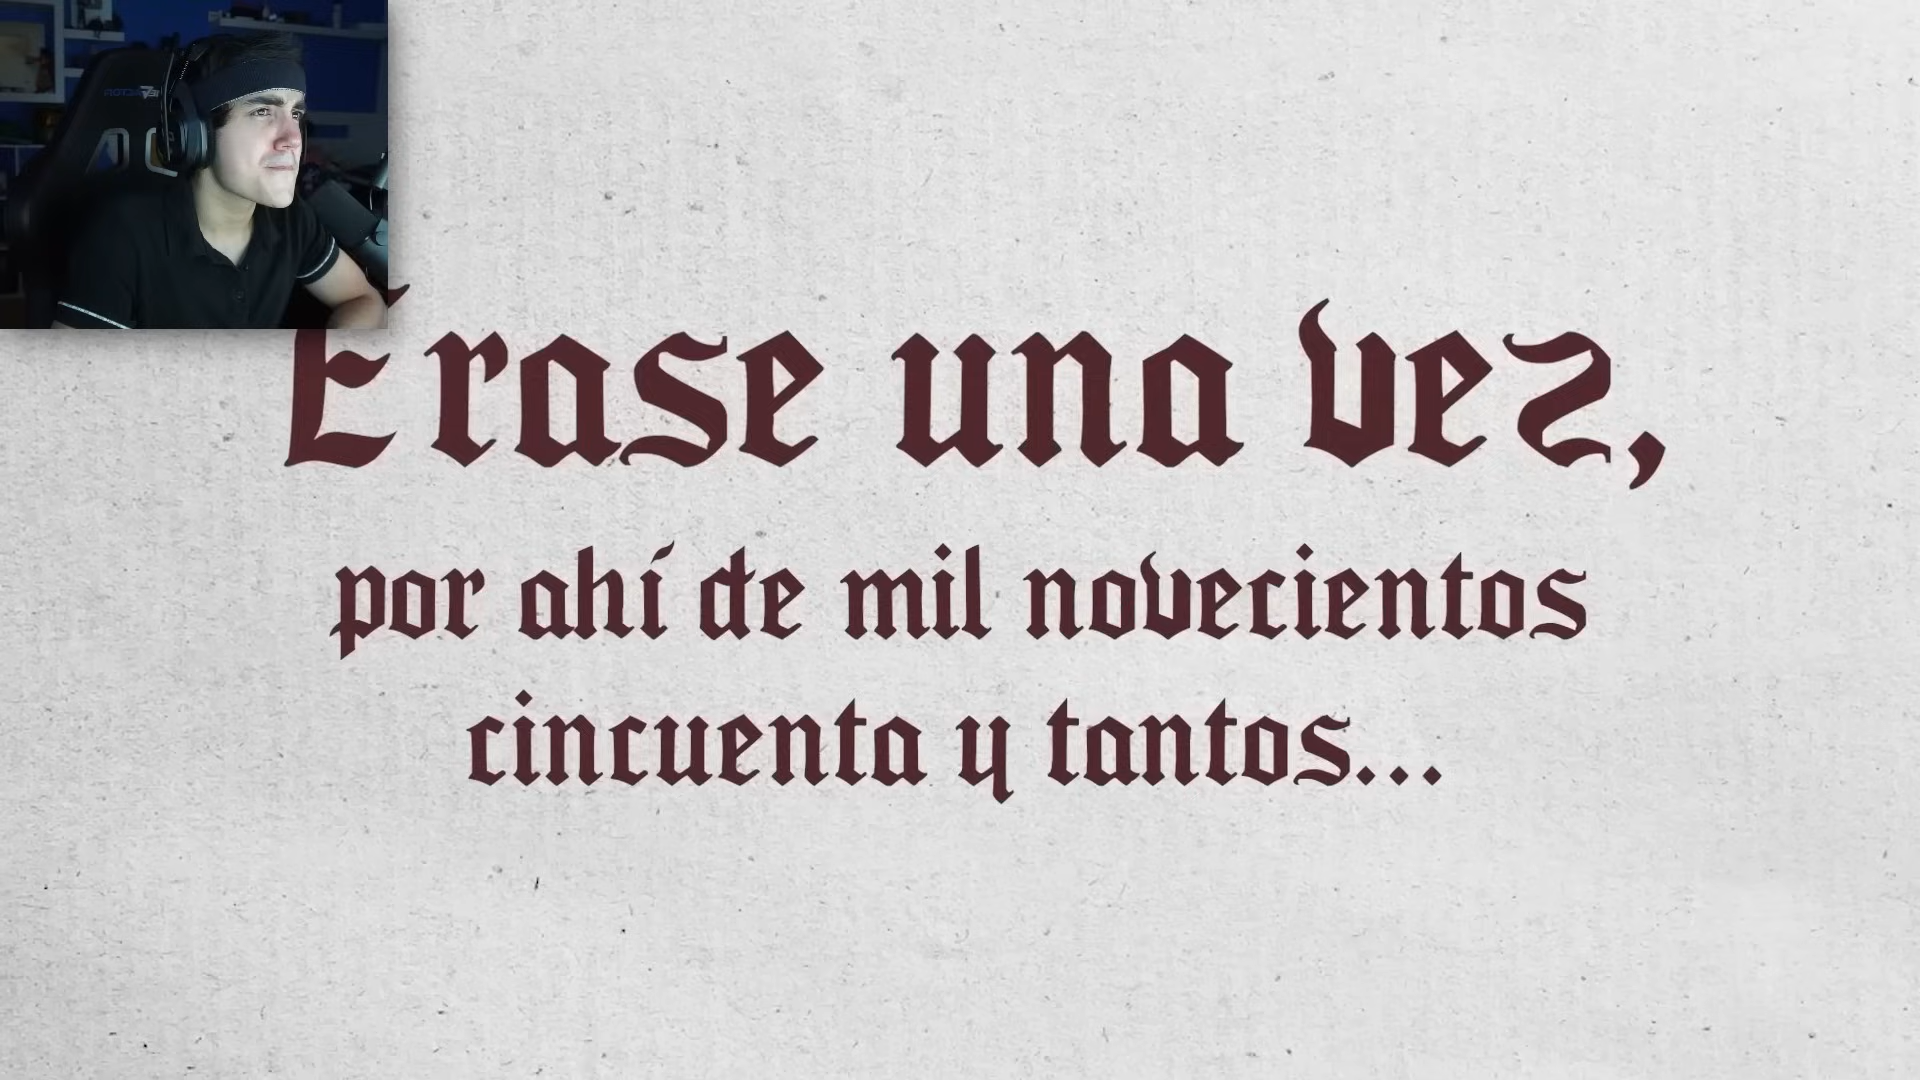 Érase una vez,
por ahí de mil novecientos
cincuenta y tantos...